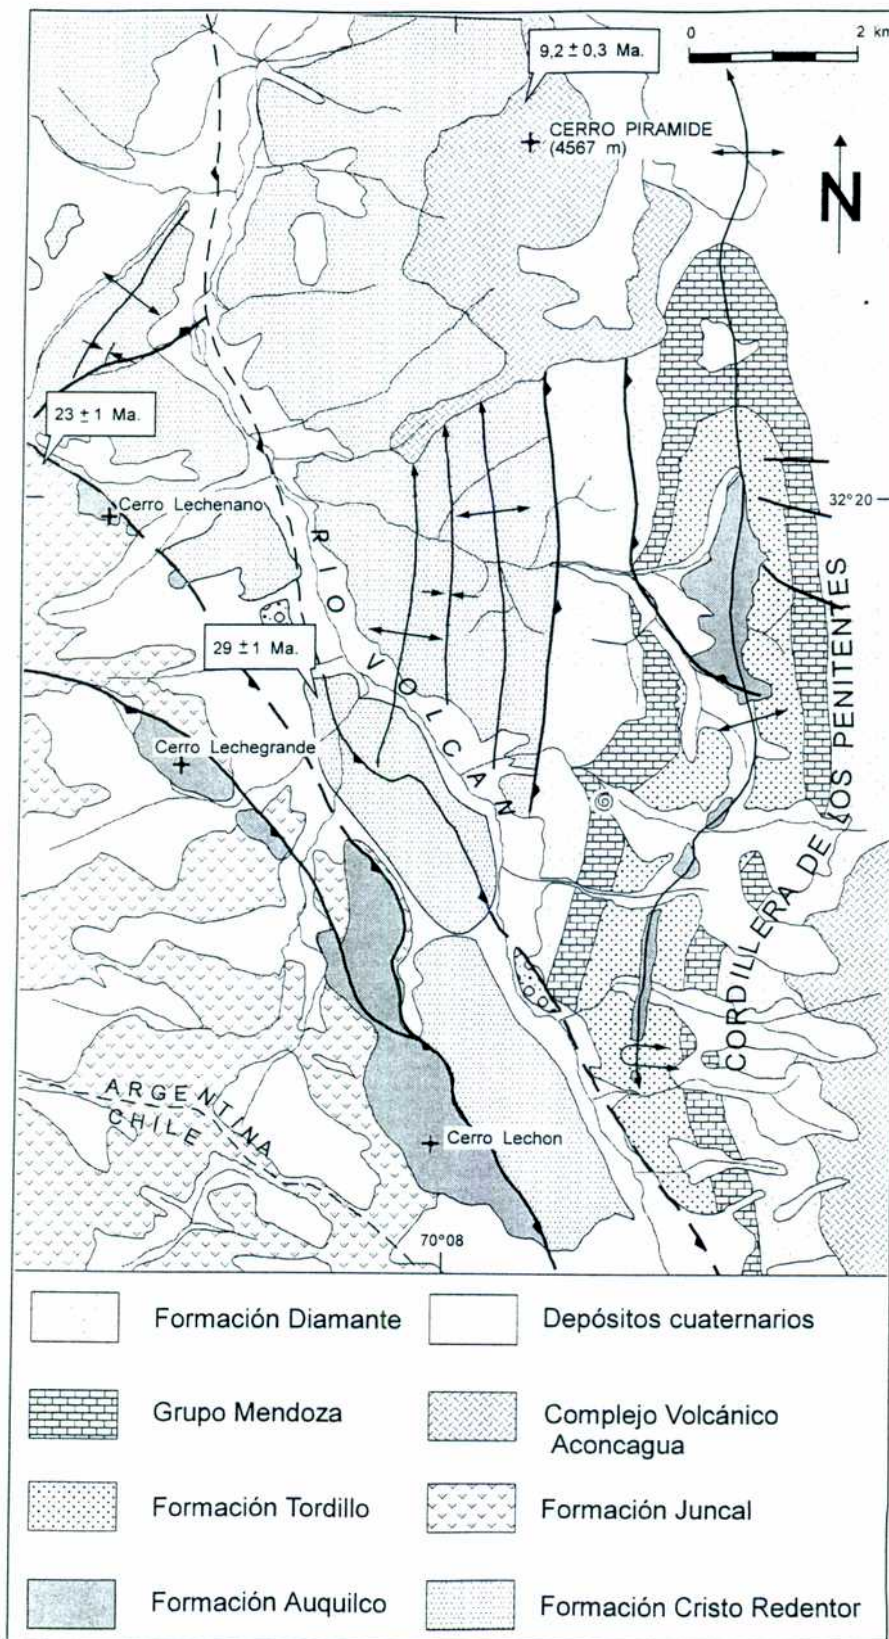 0 2 km
9,2 ± 0,3 Ma.
CERRO PIRAMIDE
(4567 m)
N
23 ± 1 Ma.
Cerro Lechenano
32°20
RIO VOLCAN
29 ± 1 Ma.
Cerro Lechegrande
CORDILLERA DE LOS PENITENTES
ARGENTINA
CHILE
Cerro Lechon
70°08
Formación Diamante
Depósitos cuaternarios
Grupo Mendoza
Complejo Volcánico
Aconcagua
Formación Tordillo
Formación Juncal
Formación Auquilco
Formación Cristo Redentor